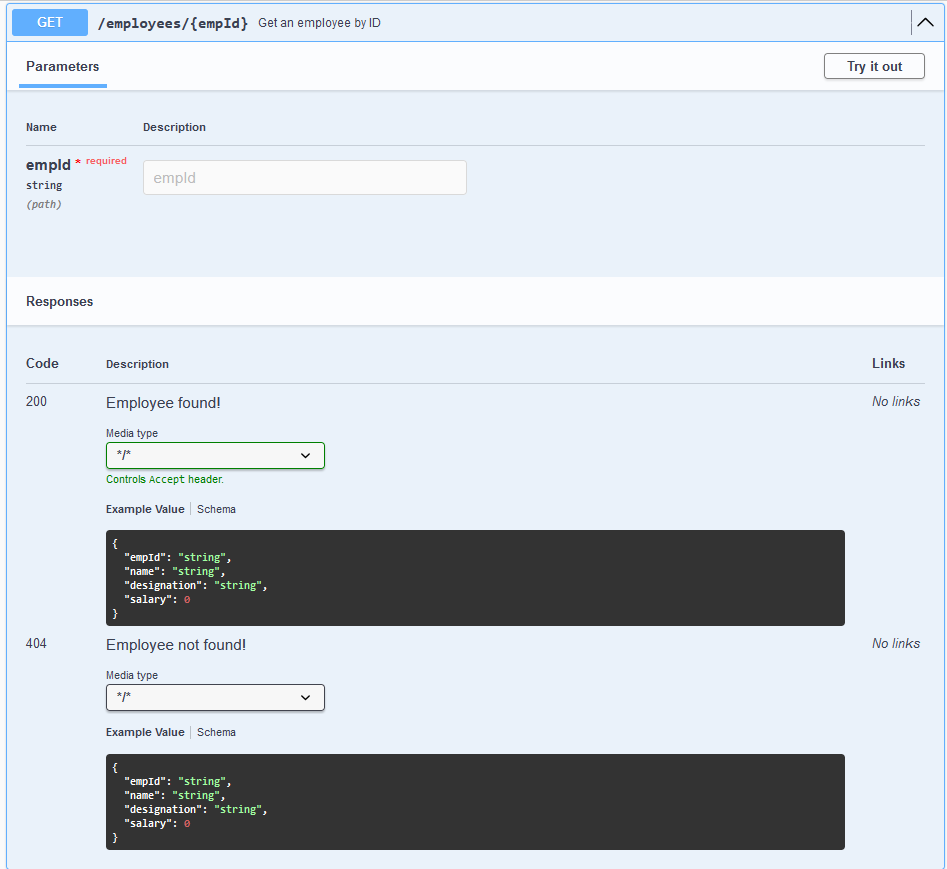 GET /employees/{empId} Get an employee by ID
Parameters Try it out
Name Description
empId * required
empId
string
(path)
Responses
Code Description Links
200 Employee found! No links
Media type
*/*
Controls Accept header.
Example Value Schema
{
"empId": "string",
"name": "string",
"designation": "string",
"salary": 0
}
404 Employee not found! No links
Media type
*/*
Example Value Schema
{
"empId": "string",
"name": "string",
"designation": "string",
"salary": 0
}